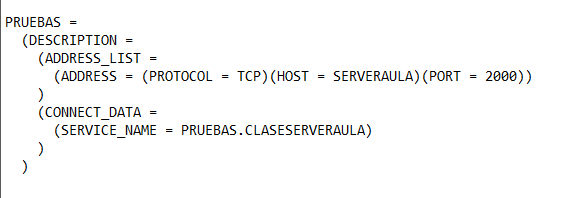 PRUEBAS =
  (DESCRIPTION =
    (ADDRESS_LIST =
      (ADDRESS = (PROTOCOL = TCP)(HOST = SERVERAULA)(PORT = 2000))
    )
    (CONNECT_DATA =
      (SERVICE_NAME = PRUEBAS.CLASESERVERAULA)
    )
  )